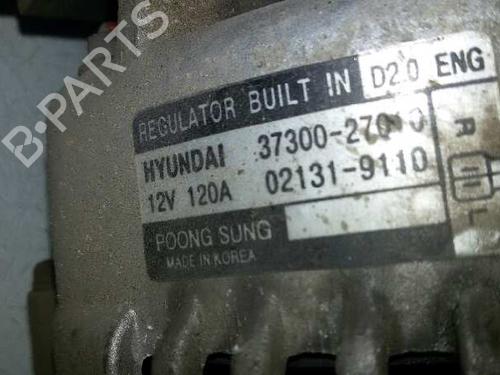 B-PARTS
REGULATOR BUILT IN D2.0 ENG
HYUNDAI
12V 120A 02131-9110
POONG SUNG
MADE IN KOREA
R
L